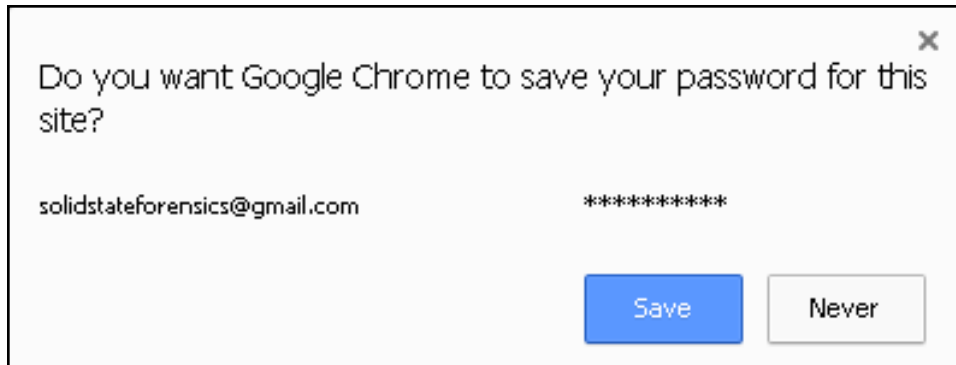 Do you want Google Chrome to save your password for this
site?
solidstateforensics@gmail.com **********
Save Never